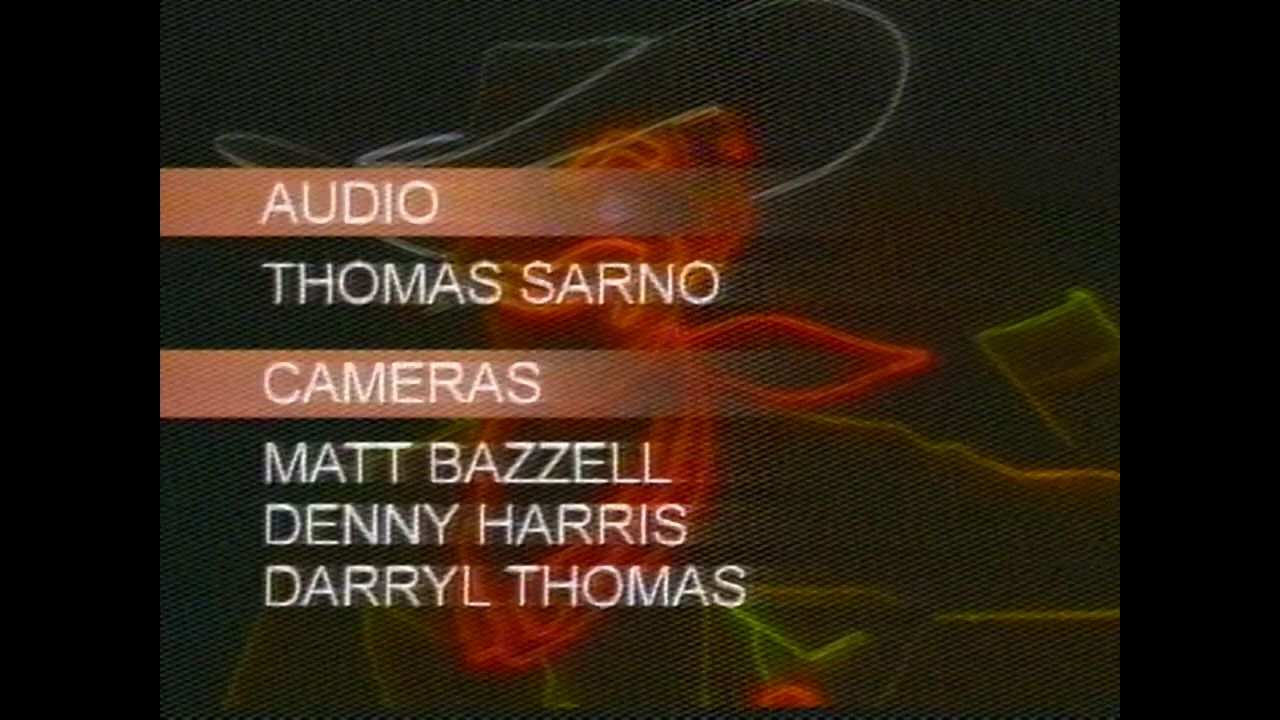 AUDIO
THOMAS SARNO
CAMERAS
MATT BAZZELL
DENNY HARRIS
DARRYL THOMAS